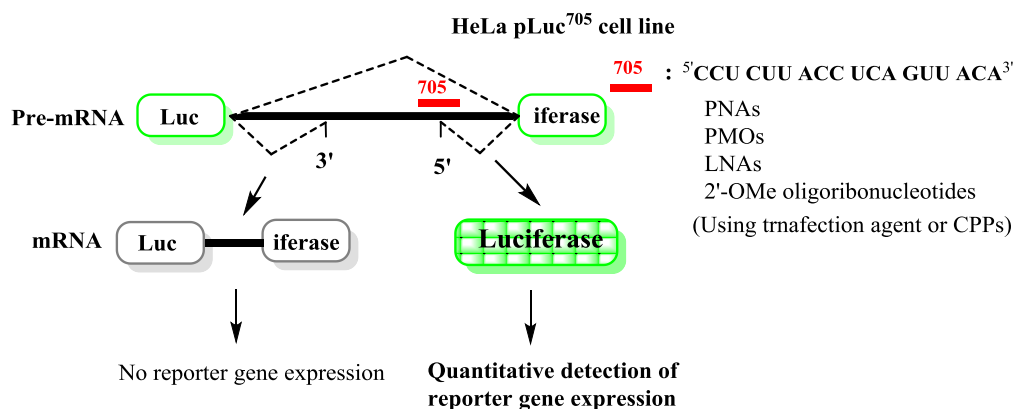 HeLa pLuc705 cell line
705
705 : 5'CCU CUU ACC UCA GUU ACA3'
Pre-mRNA
Luc
iferase
PNAs
PMOs
LNAs
2'-OMe oligoribonucleotides
(Using trnafection agent or CPPs)
3'
5'
mRNA
Luc
iferase
Luciferase
No reporter gene expression
Quantitative detection of
reporter gene expression